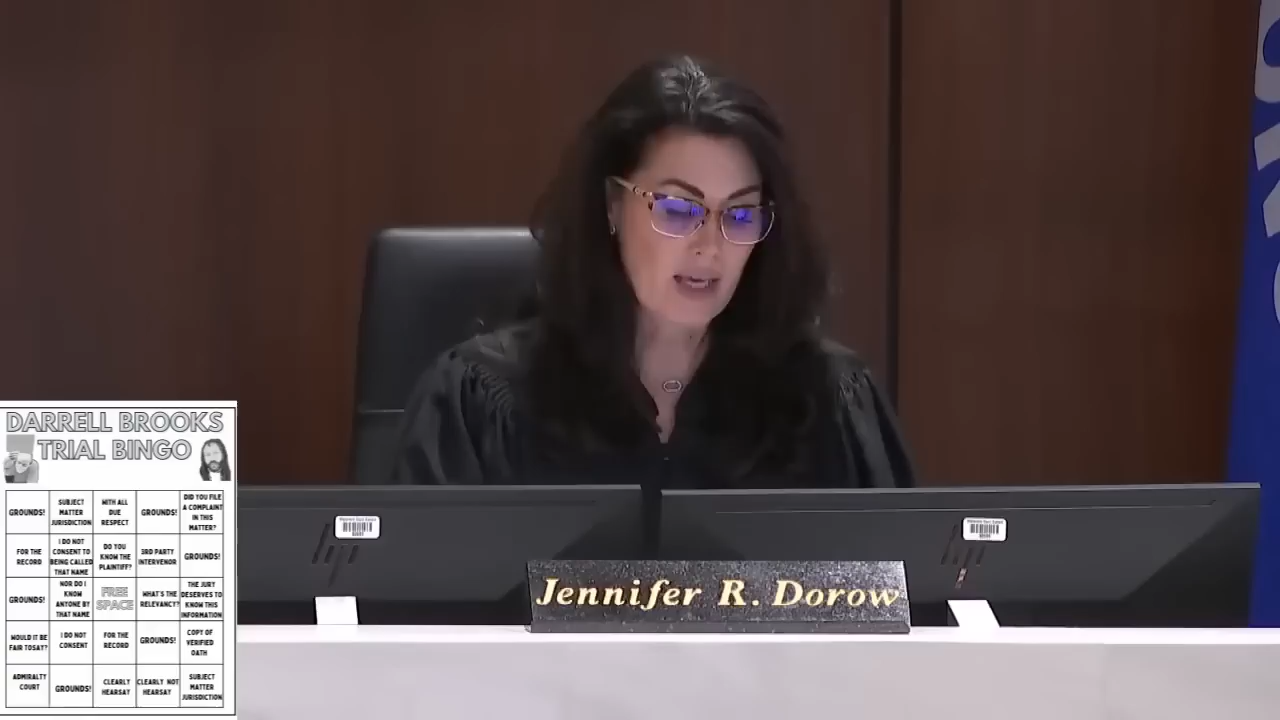 Jennifer R. Dorow
DARRELL BROOKS
TRIAL BINGO
GROUNDS!
SUBJECT
MATTER
JURISDICTION
WITH ALL
DUE
RESPECT
GROUNDS!
DID YOU FILE
A COMPLAINT
IN THIS
MATTER?
FOR THE
RECORD
I DO NOT
CONSENT TO
BEING CALLED
THAT NAME
DO YOU
KNOW THE
PLAINTIFF?
3RD PARTY
INTERVENOR
GROUNDS!
GROUNDS!
NOR DO I
KNOW
ANYONE BY
THAT NAME
FREE
SPACE
WHAT'S THE
RELEVANCY?
THE JURY
DESERVES TO
KNOW THIS
INFORMATION
WOULD IT BE
FAIR TOSAY?
I DO NOT
CONSENT
FOR THE
RECORD
GROUNDS!
COPY OF
VERIFIED
OATH
ADMIRALTY
COURT
GROUNDS!
CLEARLY
HEARSAY
CLEARLY NOT
HEARSAY
SUBJECT
MATTER
JURISDICTION